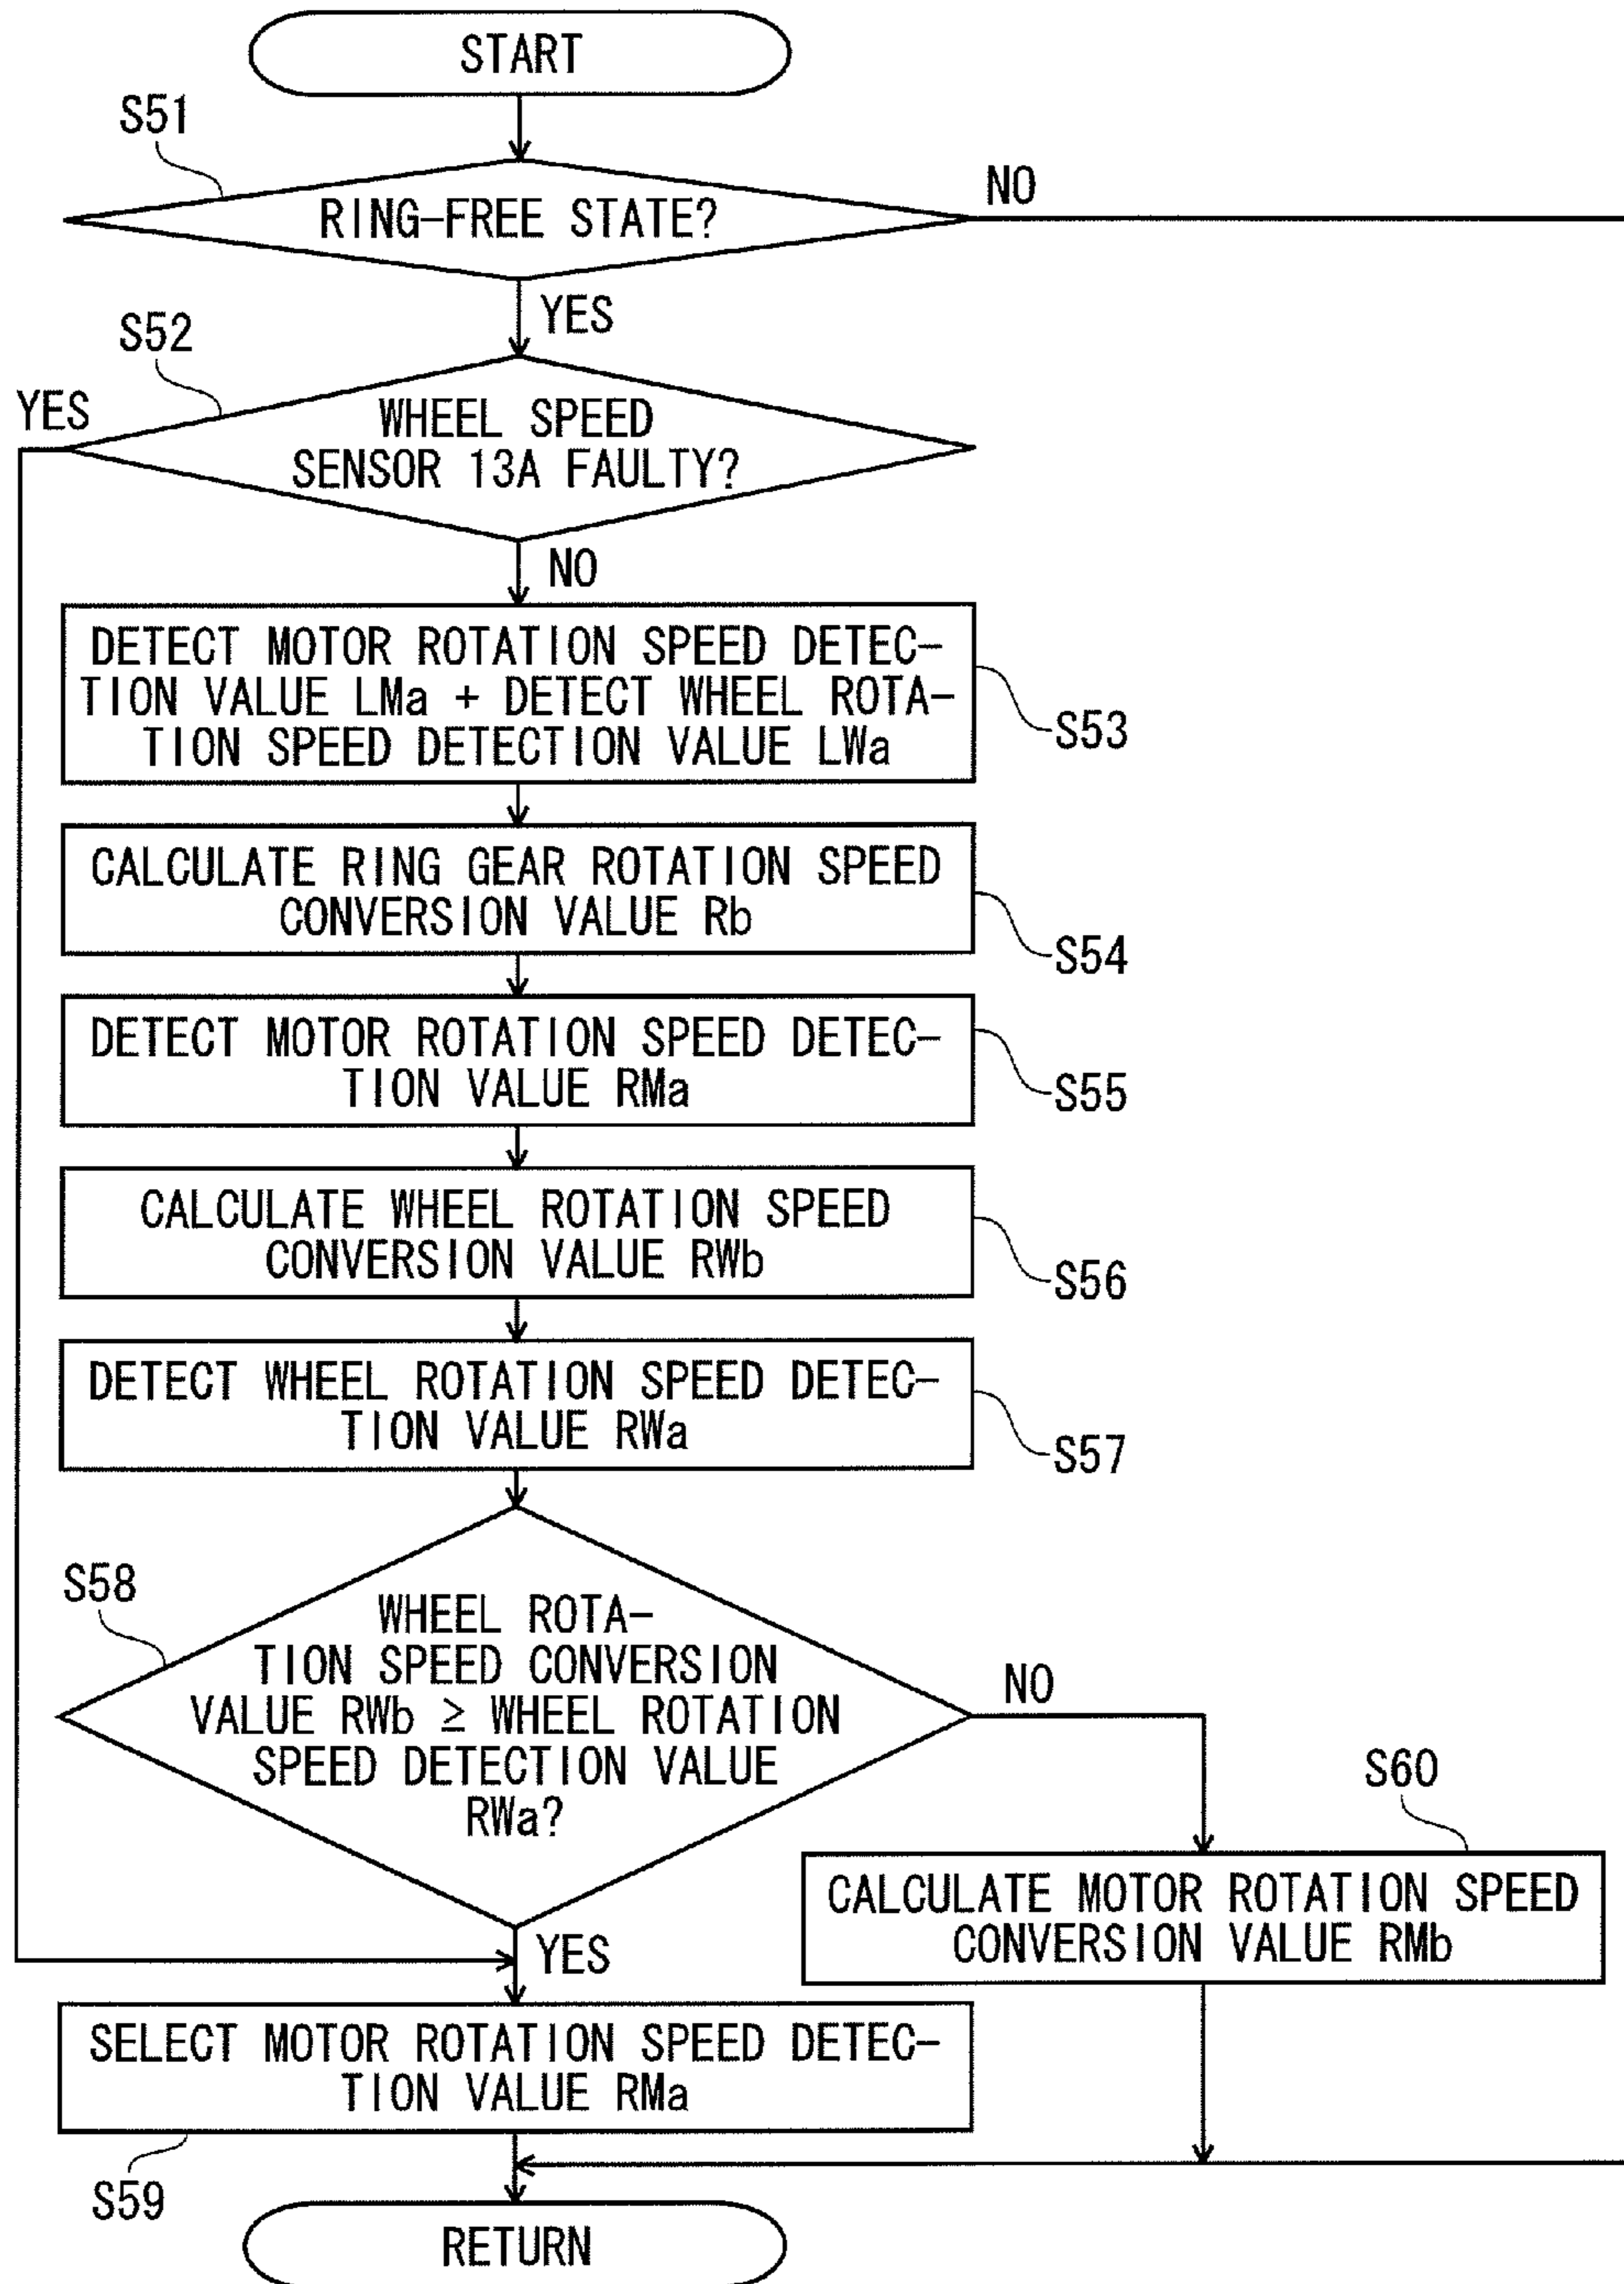 START
S51
RING-FREE STATE?
NO
YES
S52
YES
WHEEL SPEED
SENSOR 13A FAULTY?
NO
DETECT MOTOR ROTATION SPEED DETEC-
TION VALUE LMa + DETECT WHEEL ROTA-
TION SPEED DETECTION VALUE LWa
S53
CALCULATE RING GEAR ROTATION SPEED
CONVERSION VALUE Rb
S54
DETECT MOTOR ROTATION SPEED DETEC-
TION VALUE RMa
S55
CALCULATE WHEEL ROTATION SPEED
CONVERSION VALUE RWb
S56
DETECT WHEEL ROTATION SPEED DETEC-
TION VALUE RWa
S57
S58
WHEEL ROTA-
TION SPEED CONVERSION
VALUE RWb ≥ WHEEL ROTATION
SPEED DETECTION VALUE
RWa?
NO
S60
CALCULATE MOTOR ROTATION SPEED
CONVERSION VALUE RMb
YES
SELECT MOTOR ROTATION SPEED DETEC-
TION VALUE RMa
S59
RETURN